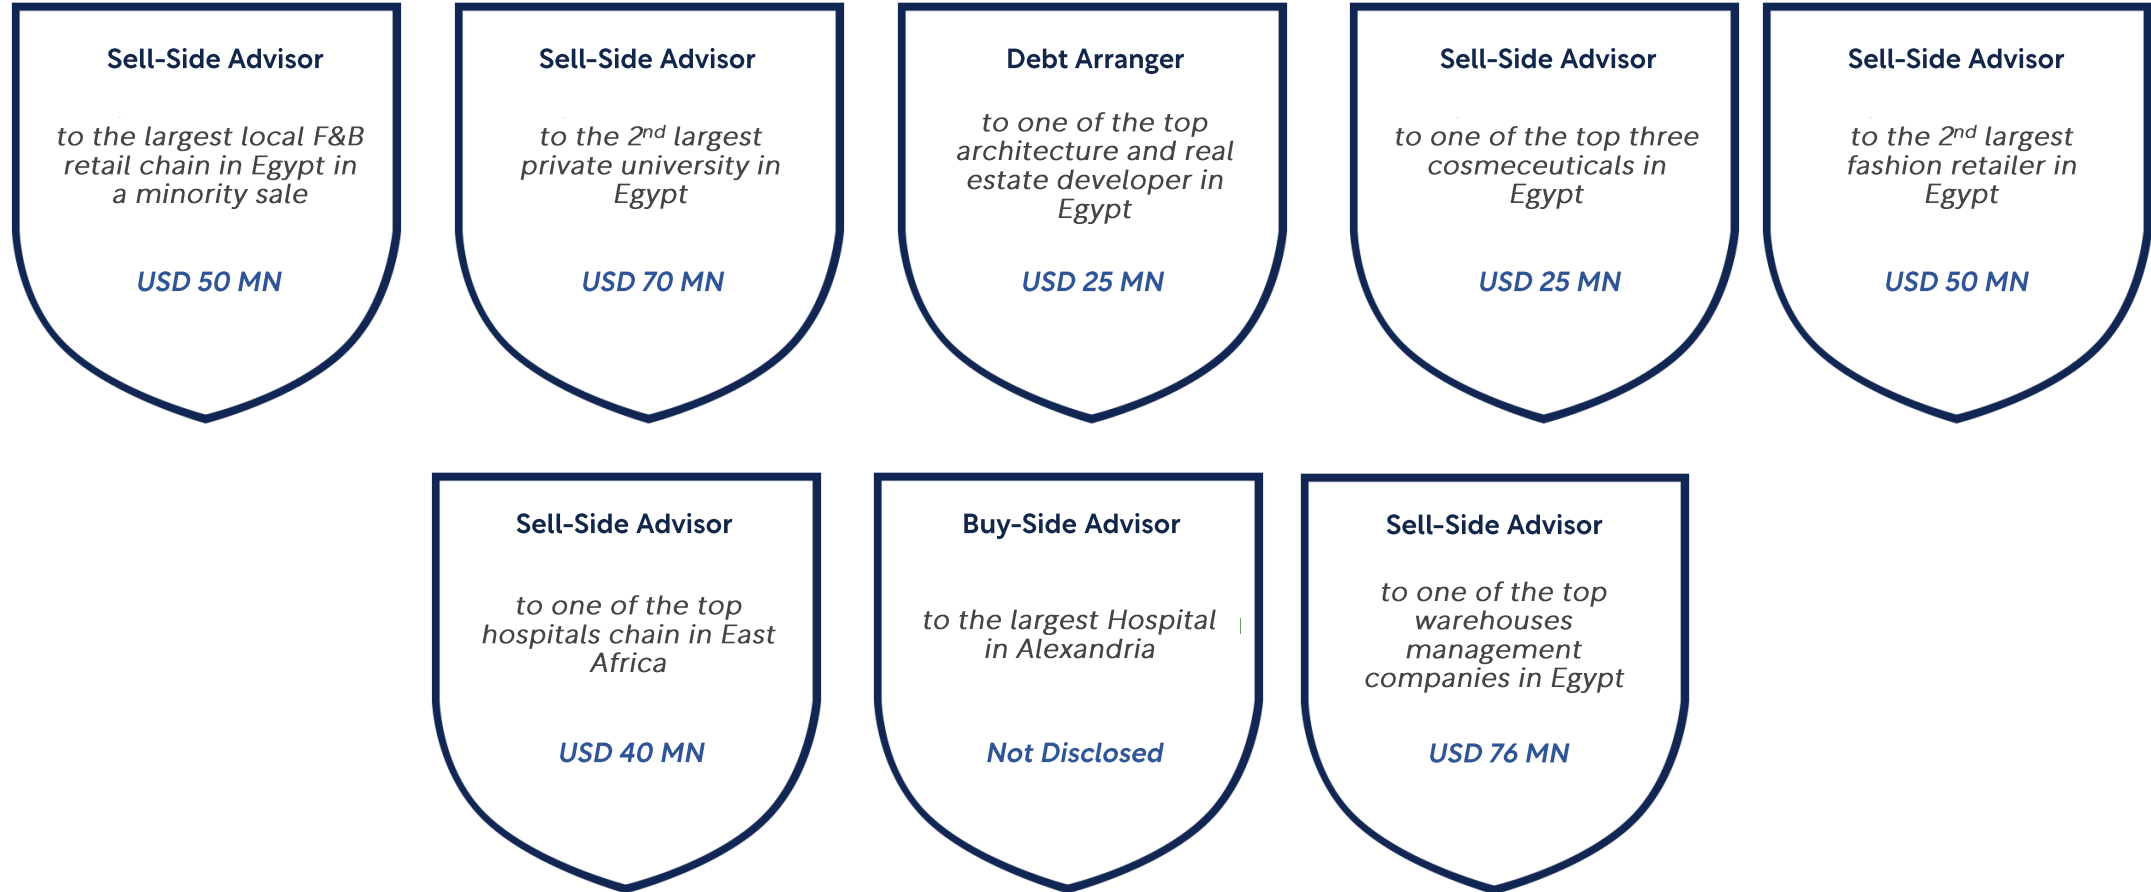 Sell-Side Advisor
to the largest local F&B
retail chain in Egypt in
a minority sale
USD 50 MN
Sell-Side Advisor
to the 2nd largest
private university in
Egypt
USD 70 MN
Debt Arranger
to one of the top
architecture and real
estate developer in
Egypt
USD 25 MN
Sell-Side Advisor
to one of the top three
cosmeceuticals in
Egypt
USD 25 MN
Sell-Side Advisor
to the 2nd largest
fashion retailer in
Egypt
USD 50 MN
Sell-Side Advisor
to one of the top
hospitals chain in East
Africa
USD 40 MN
Buy-Side Advisor
to the largest Hospital
in Alexandria
Not Disclosed
Sell-Side Advisor
to one of the top
warehouses
management
companies in Egypt
USD 76 MN